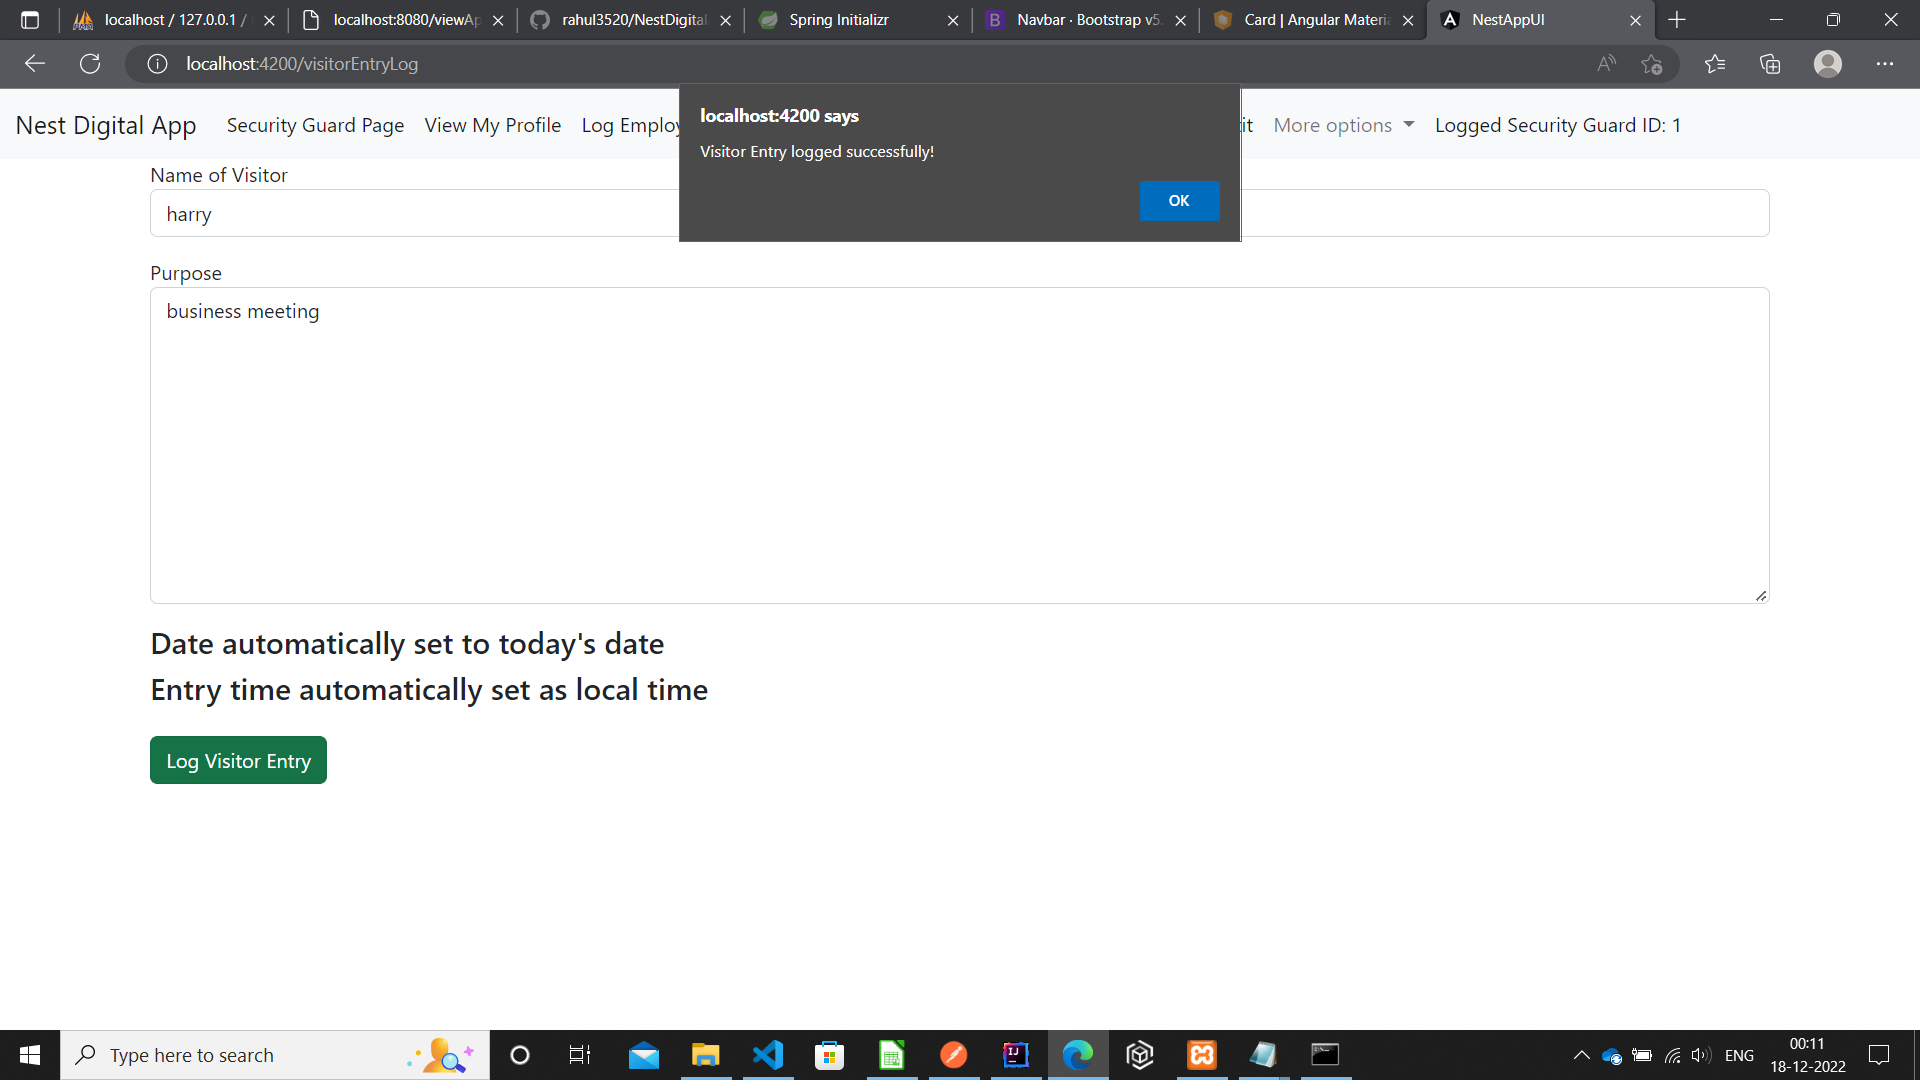 localhost / 127.0.0.1 /
localhost:8080/viewAp
rahul3520/NestDigital
Spring Initializr
Navbar · Bootstrap v5.
Card | Angular Materia
NestAppUI
localhost:4200/visitorEntryLog
Nest Digital App
Security Guard Page
View My Profile
Log Employ
it
More options
Logged Security Guard ID: 1
localhost:4200 says
Visitor Entry logged successfully!
OK
Name of Visitor
harry
Purpose
business meeting
Date automatically set to today's date
Entry time automatically set as local time
Log Visitor Entry
Type here to search
ENG
00:11
18-12-2022